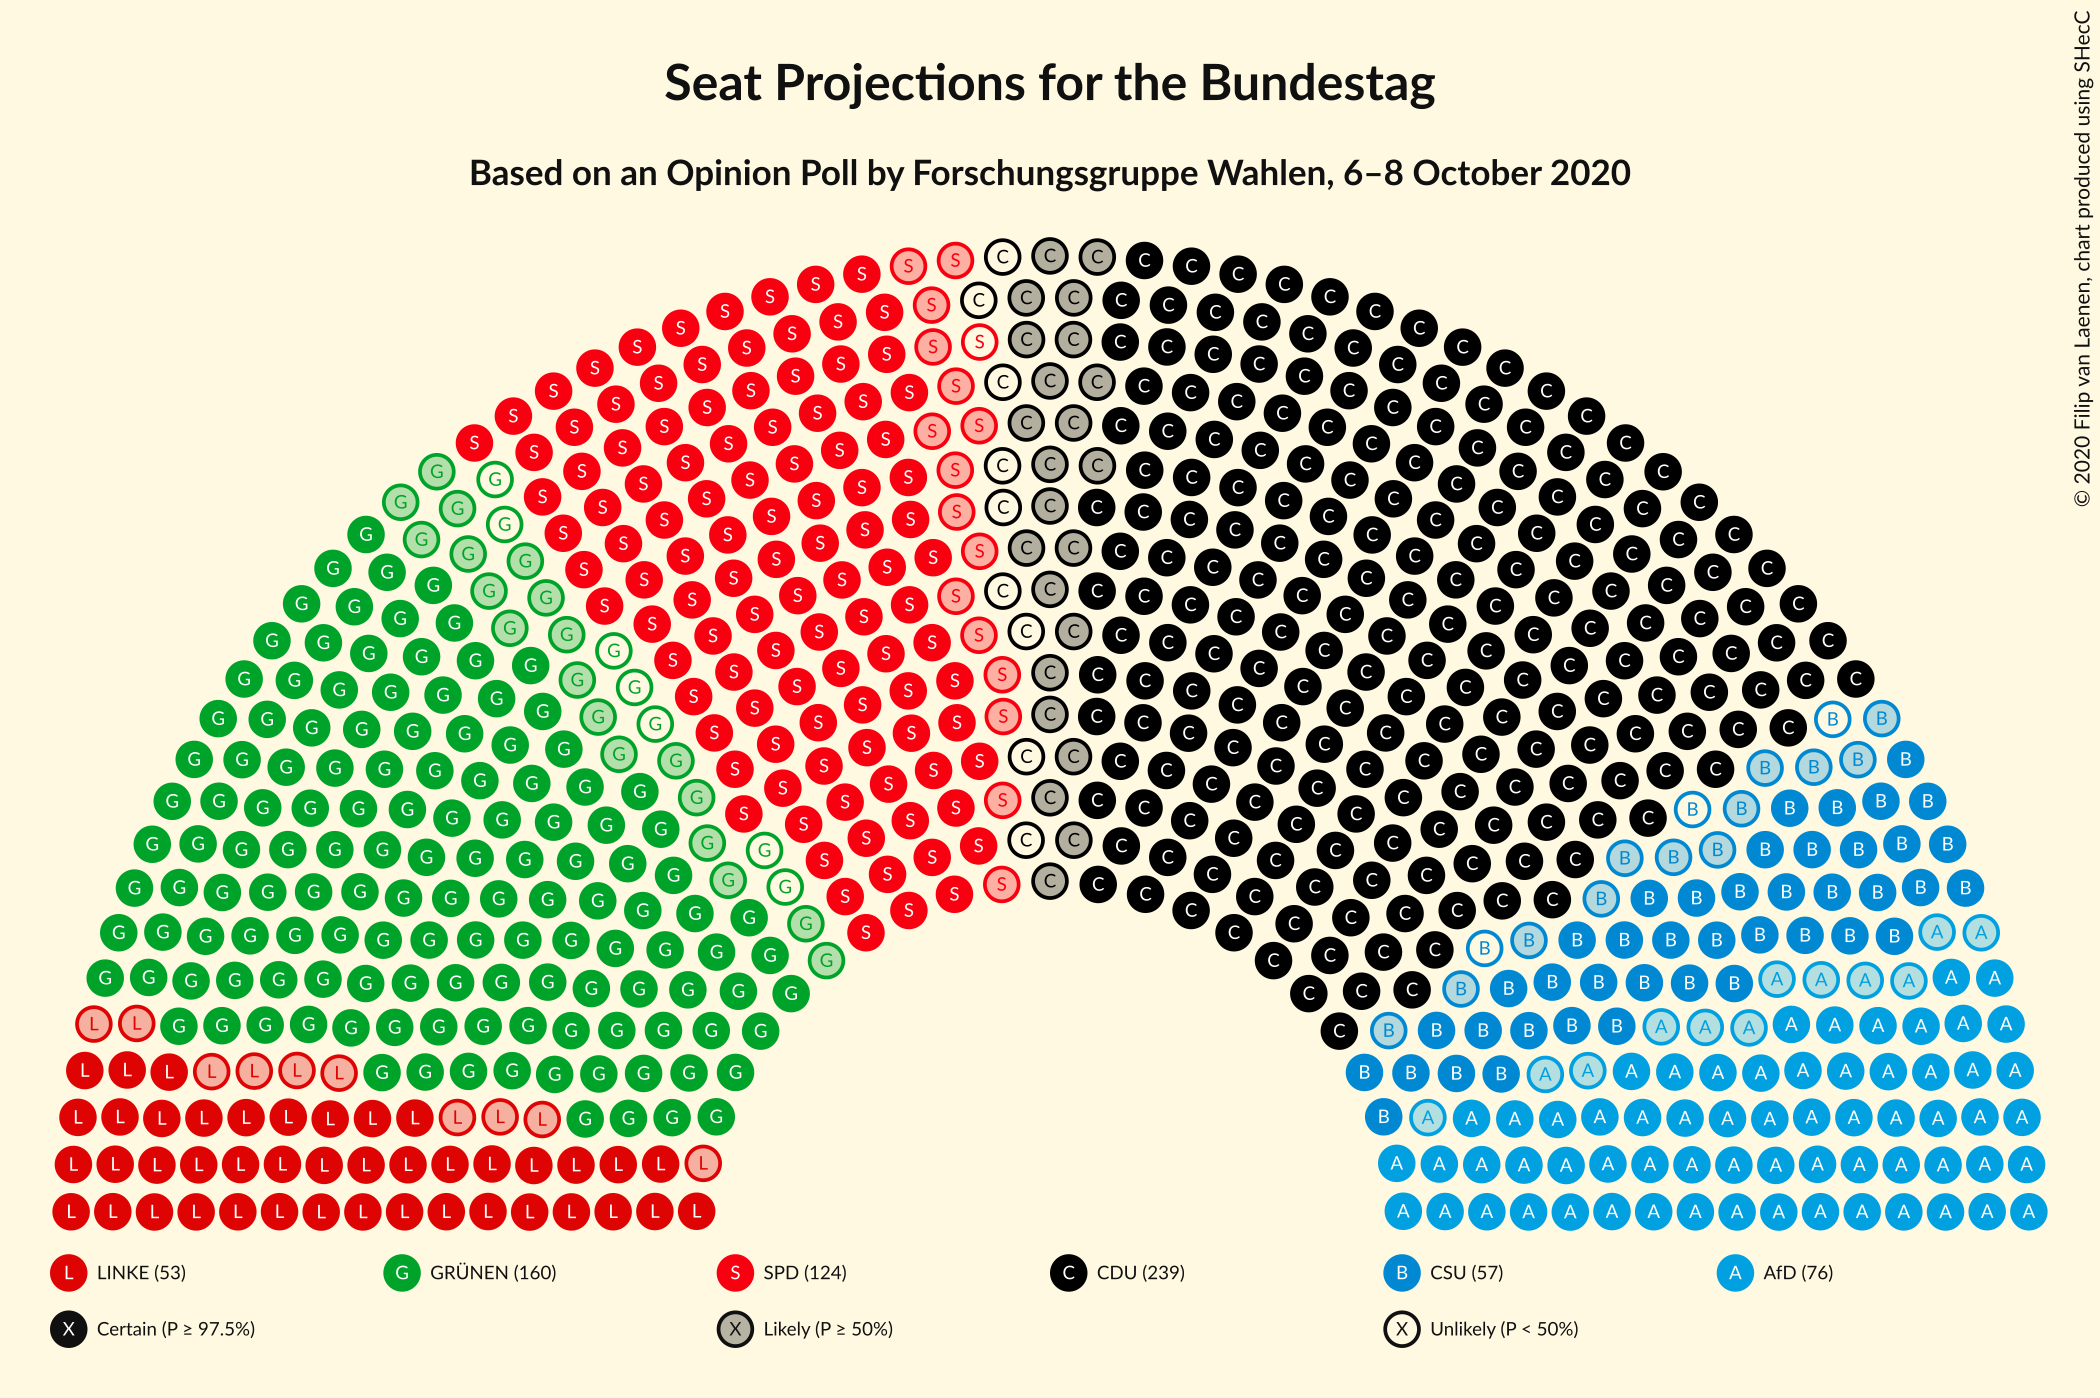 Seat Projections for the Bundestag
Based on an Opinion Poll by Forschungsgruppe Wahlen, 6–8 October 2020
© 2020 Filip van Laenen, chart produced using SHecC
L LINKE (53)
G GRÜNEN (160)
S SPD (124)
C CDU (239)
B CSU (57)
A AfD (76)
X Certain (P ≥ 97.5%)
X Likely (P ≥ 50%)
X Unlikely (P < 50%)